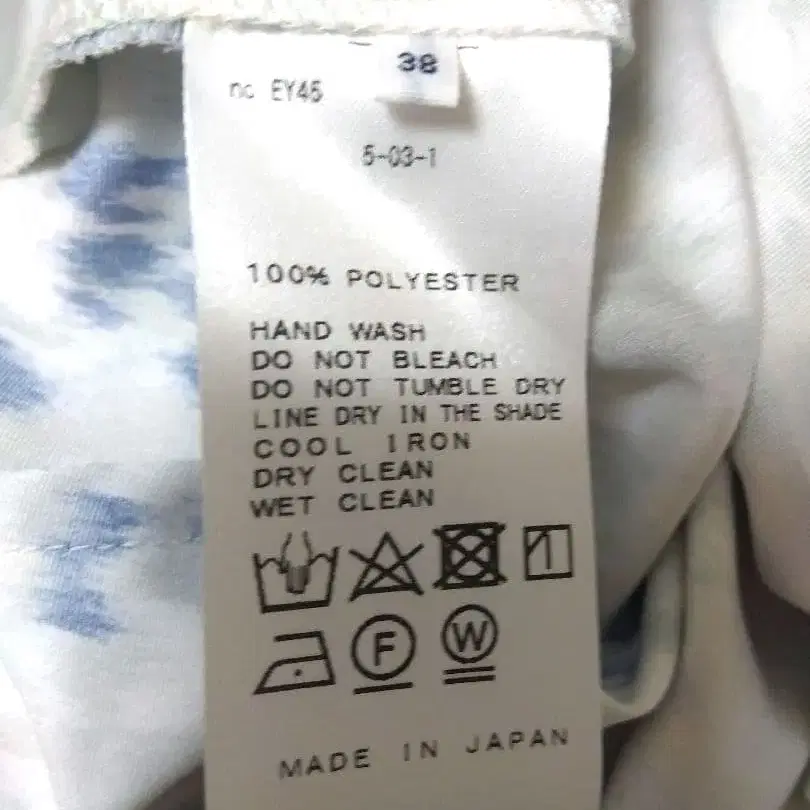 38
no EY45
5-03-1
100% POLYESTER
HAND WASH
DO NOT BLEACH
DO NOT TUMBLE DRY
LINE DRY IN THE SHADE
COOL IRON
DRY CLEAN
WET CLEAN
F W
MADE IN JAPAN